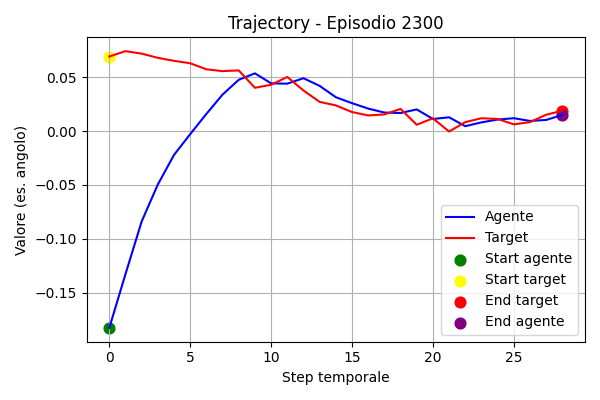 Trajectory - Episodio 2300
Valore (es. angolo)
0.05
0.00
−0.05
−0.10
−0.15
0
5
10
15
20
25
Step temporale
Agente
Target
Start agente
Start target
End target
End agente